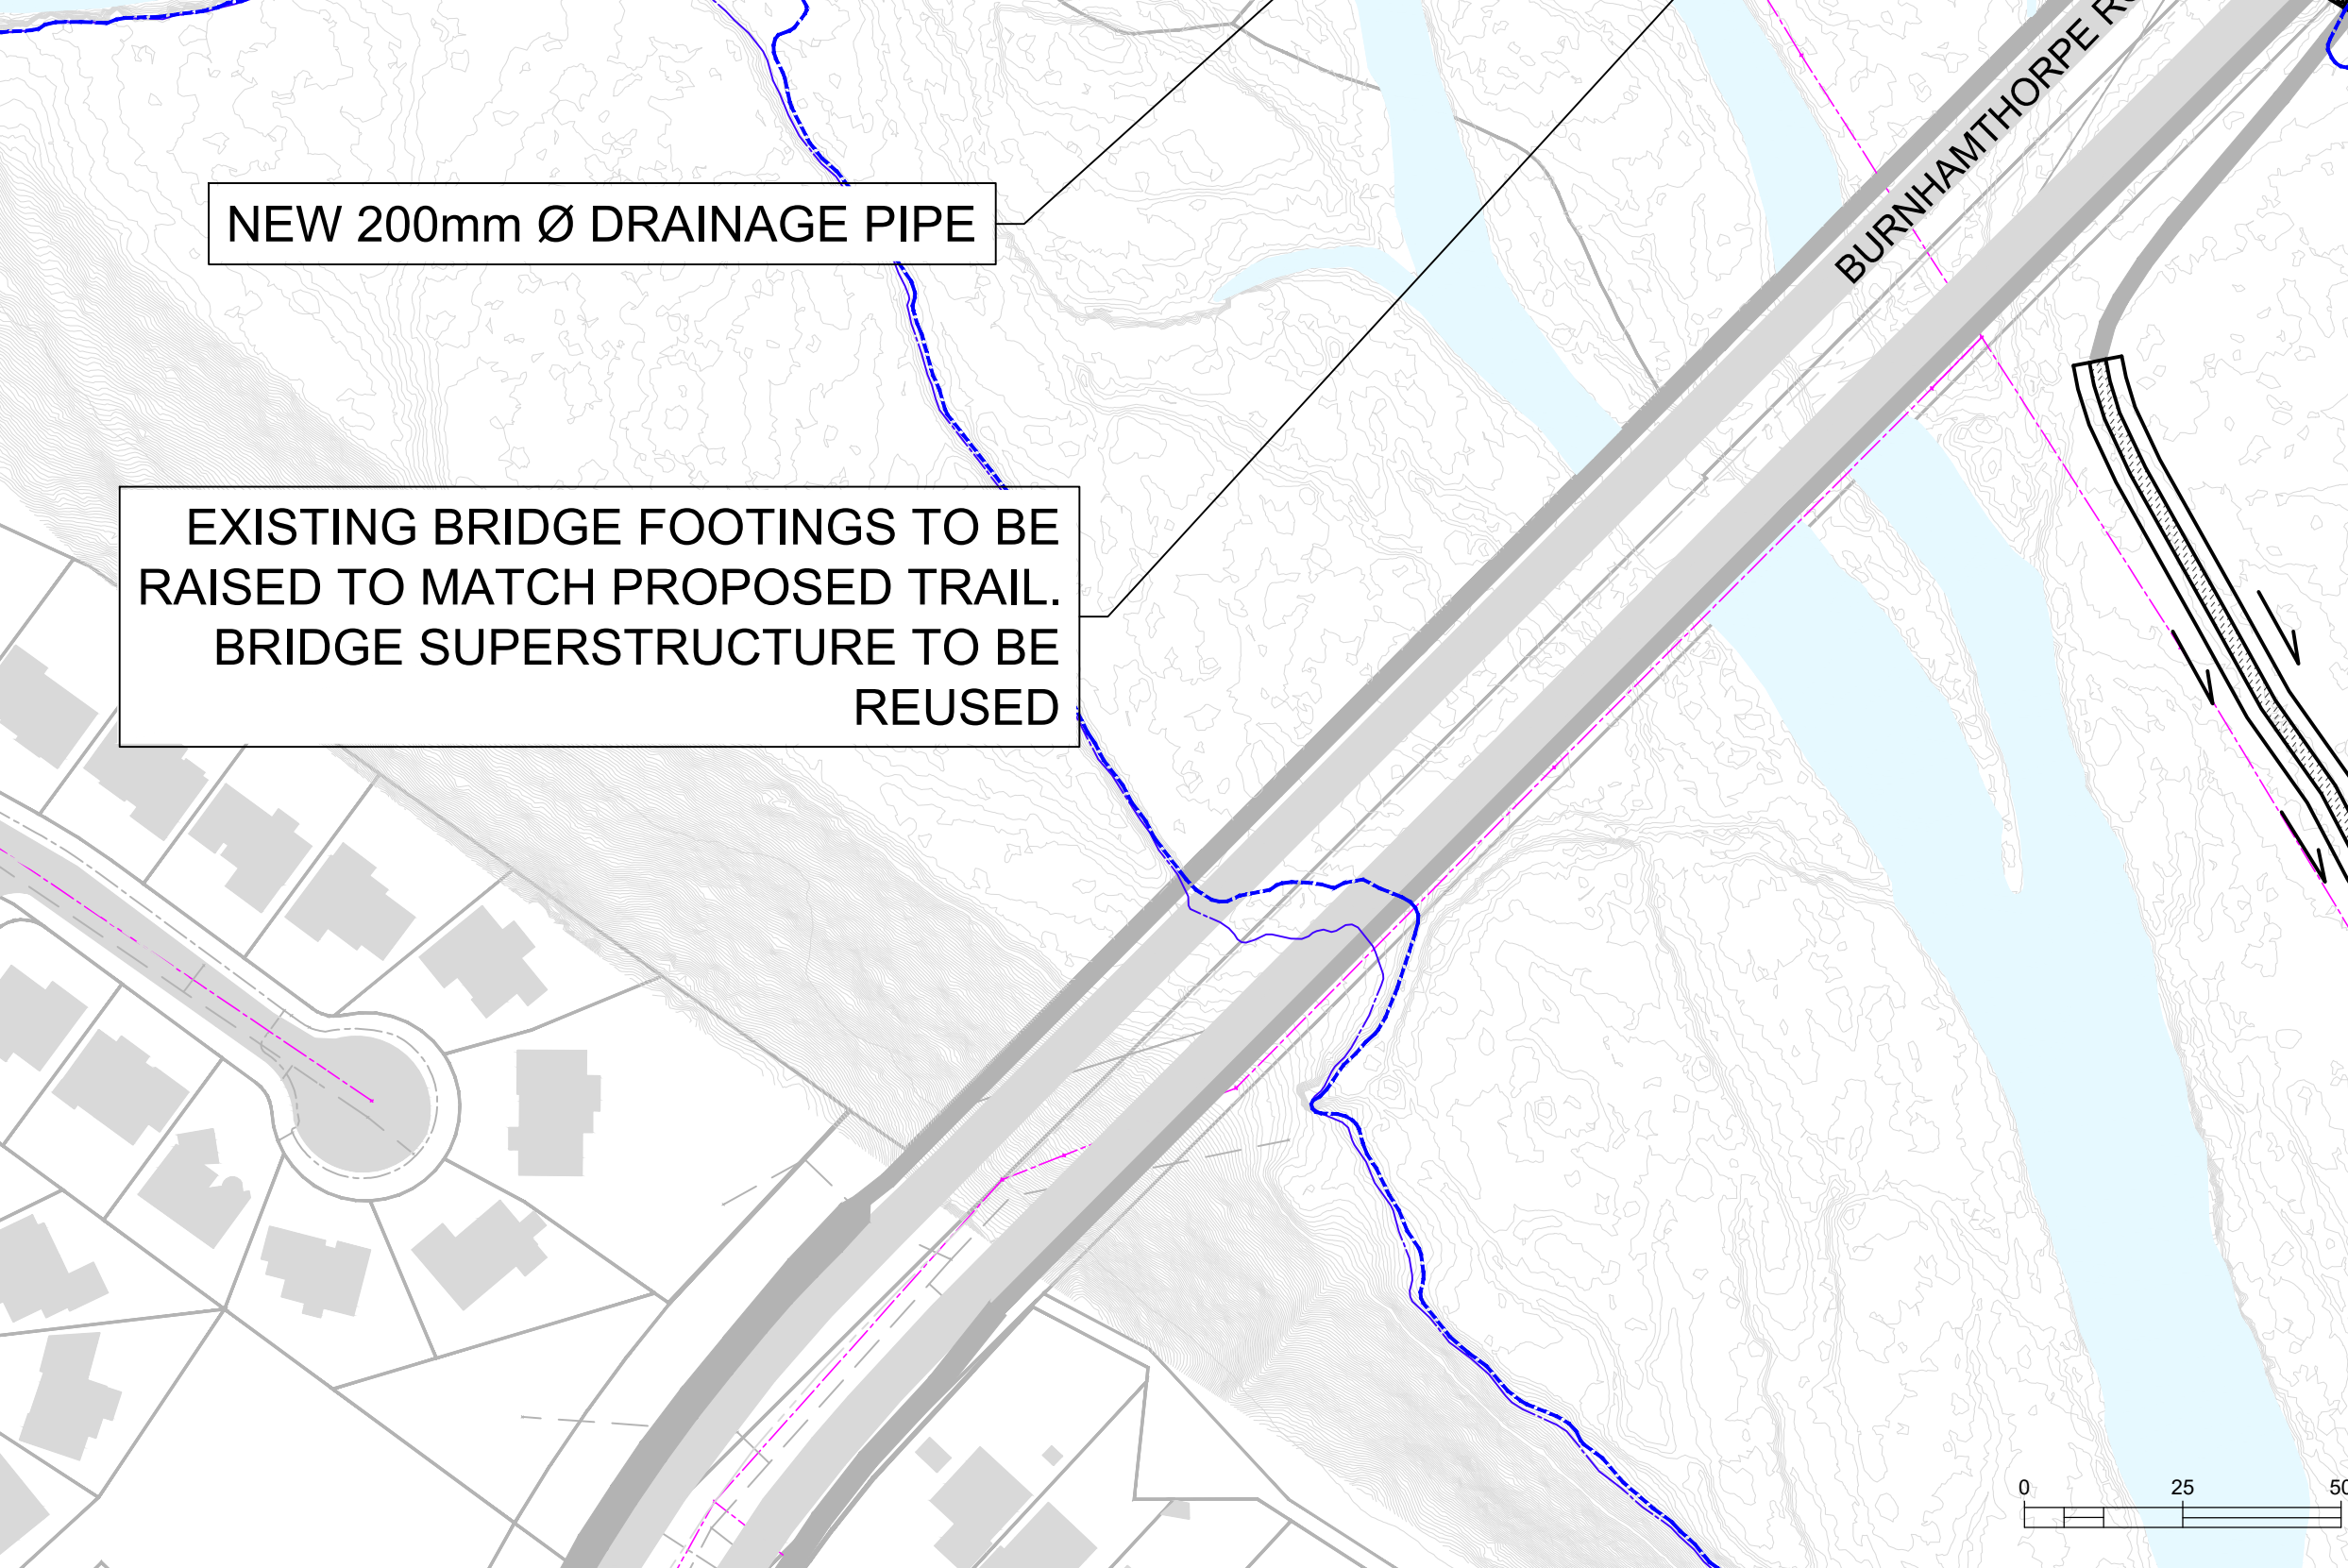 BURNHAMTHORPE
NEW 200mm Ø DRAINAGE PIPE
EXISTING BRIDGE FOOTINGS TO BE
RAISED TO MATCH PROPOSED TRAIL.
BRIDGE SUPERSTRUCTURE TO BE
REUSED
0 25 50